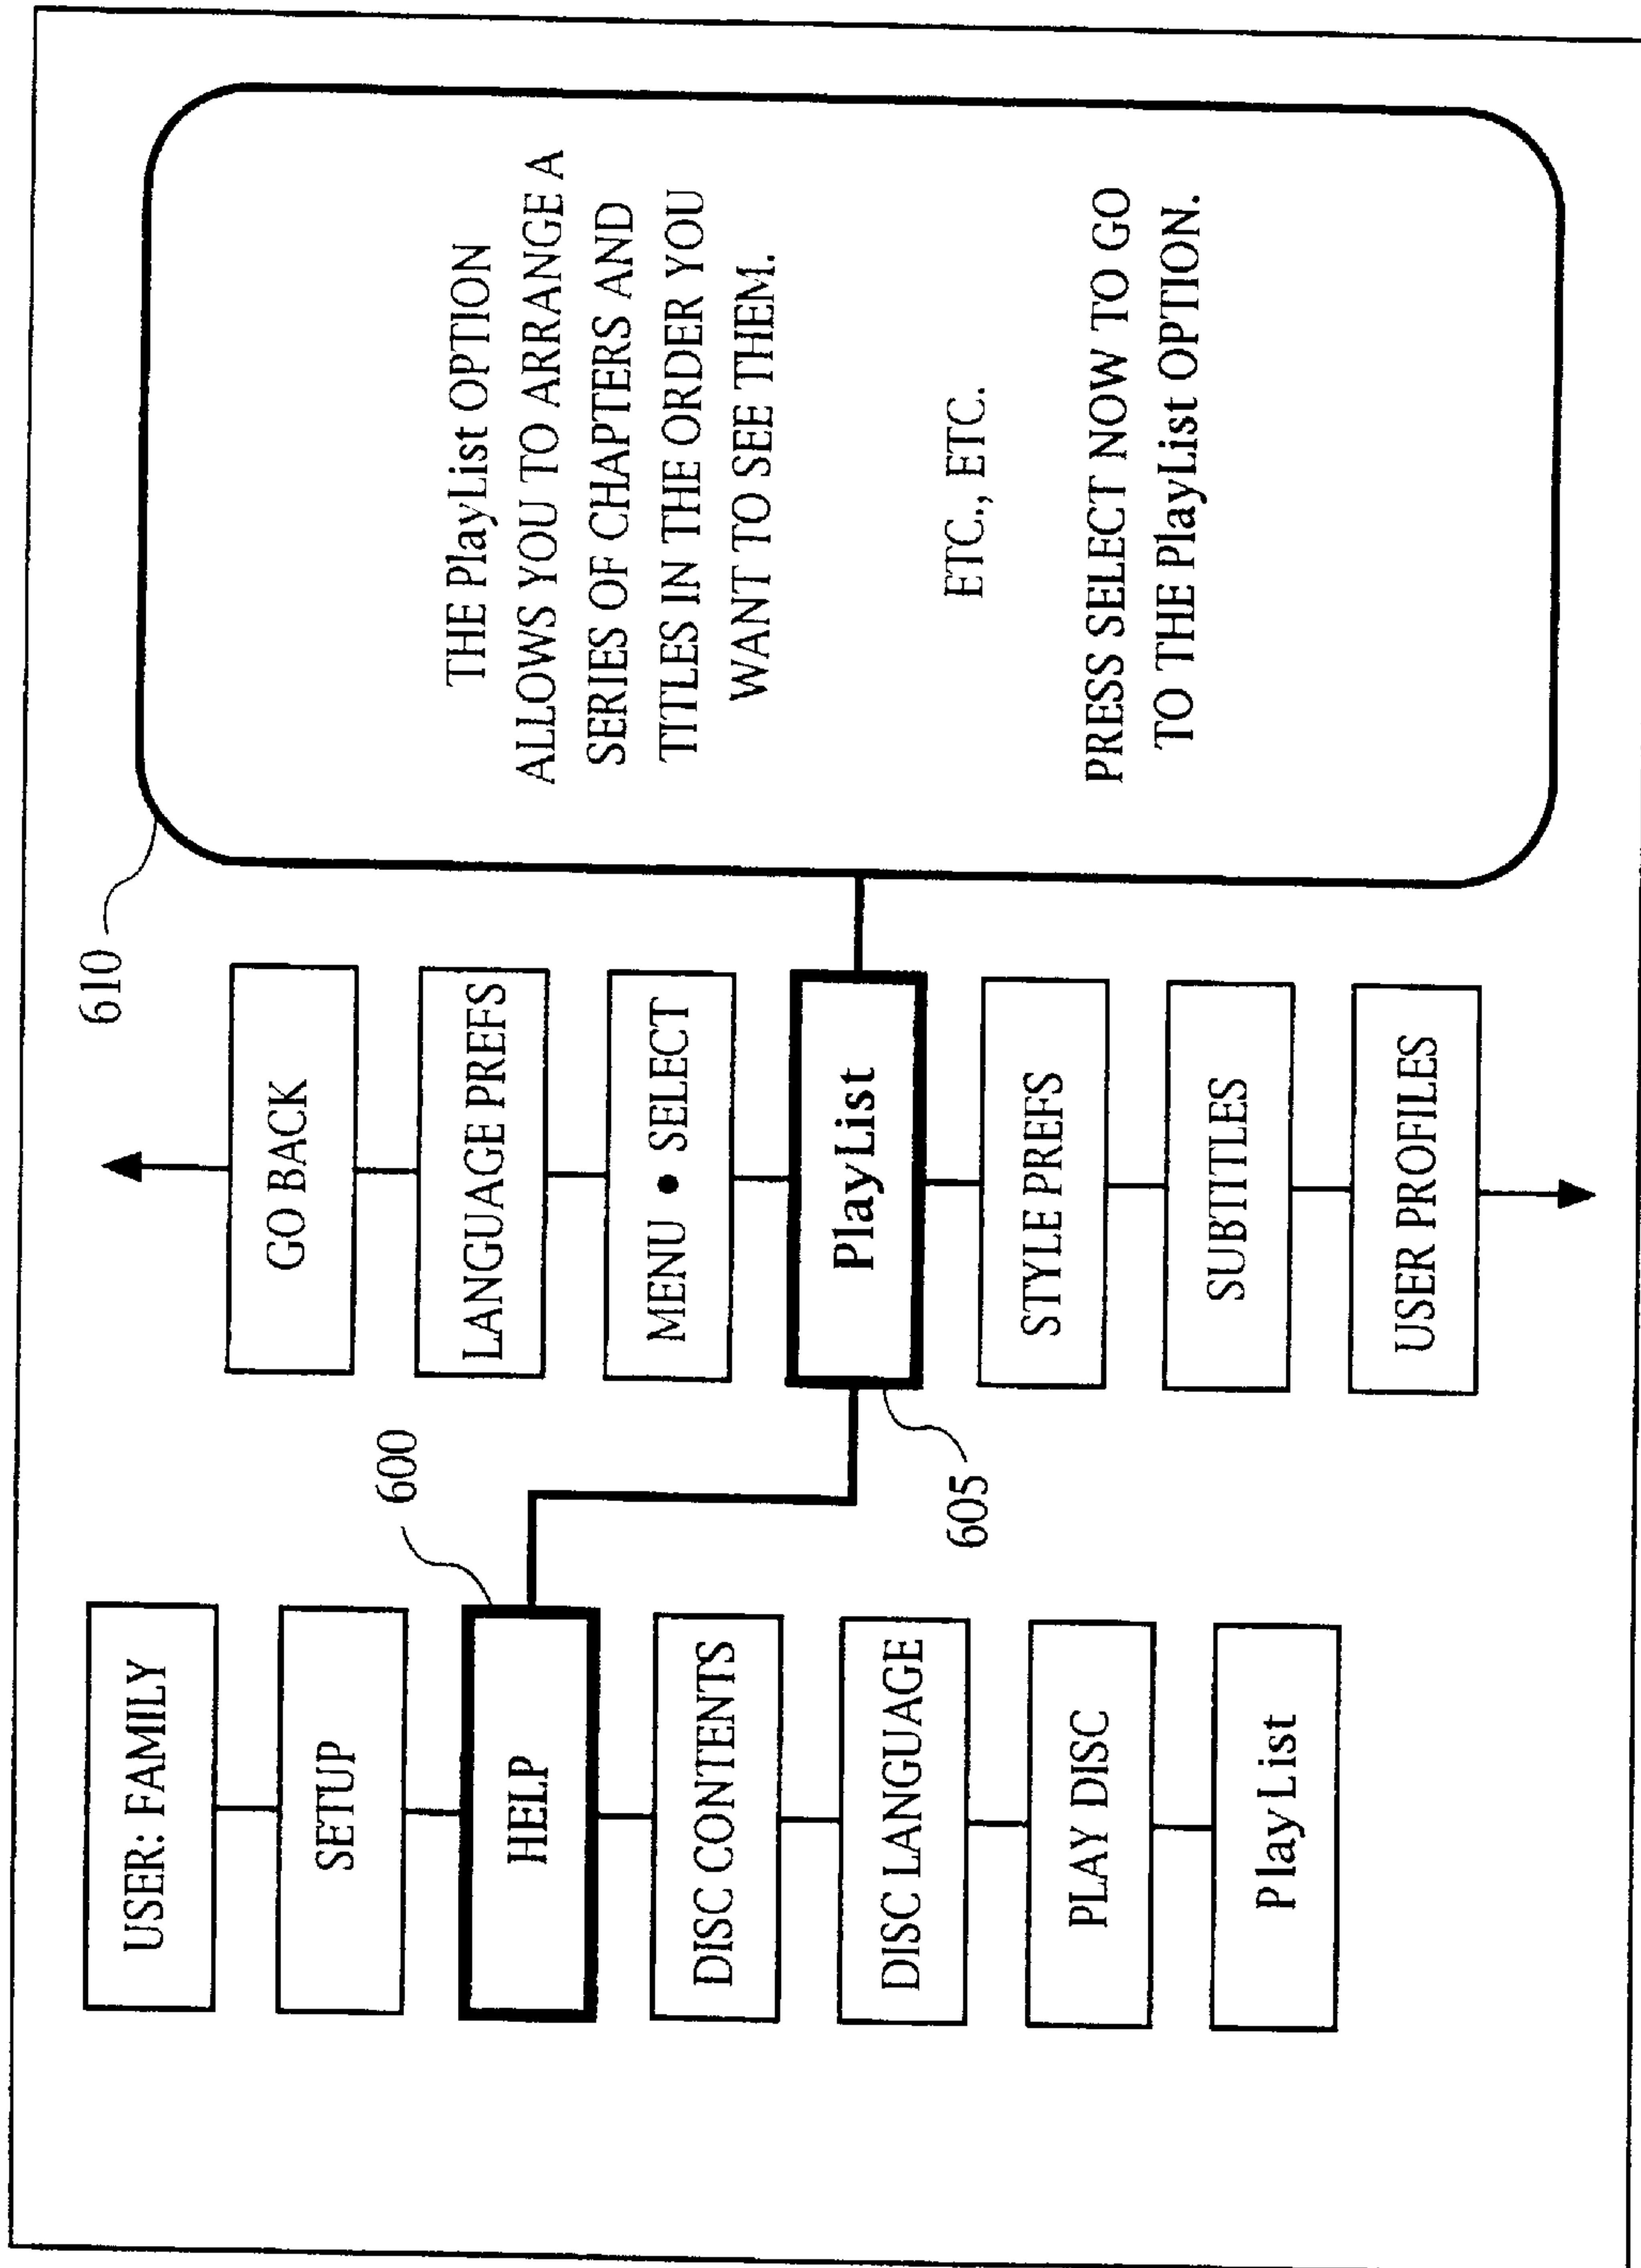 USER: FAMILY
SETUP
HELP
DISC CONTENTS
DISC LANGUAGE
PLAY DISC
PlayList
600
GO BACK
LANGUAGE PREFS
MENU • SELECT
PlayList
STYLE PREFS
SUBTITLES
USER PROFILES
605
610
THE PlayList OPTION
ALLOWS YOU TO ARRANGE A
SERIES OF CHAPTERS AND
TITLES IN THE ORDER YOU
WANT TO SEE THEM.
ETC., ETC.
PRESS SELECT NOW TO GO
TO THE PlayList OPTION.